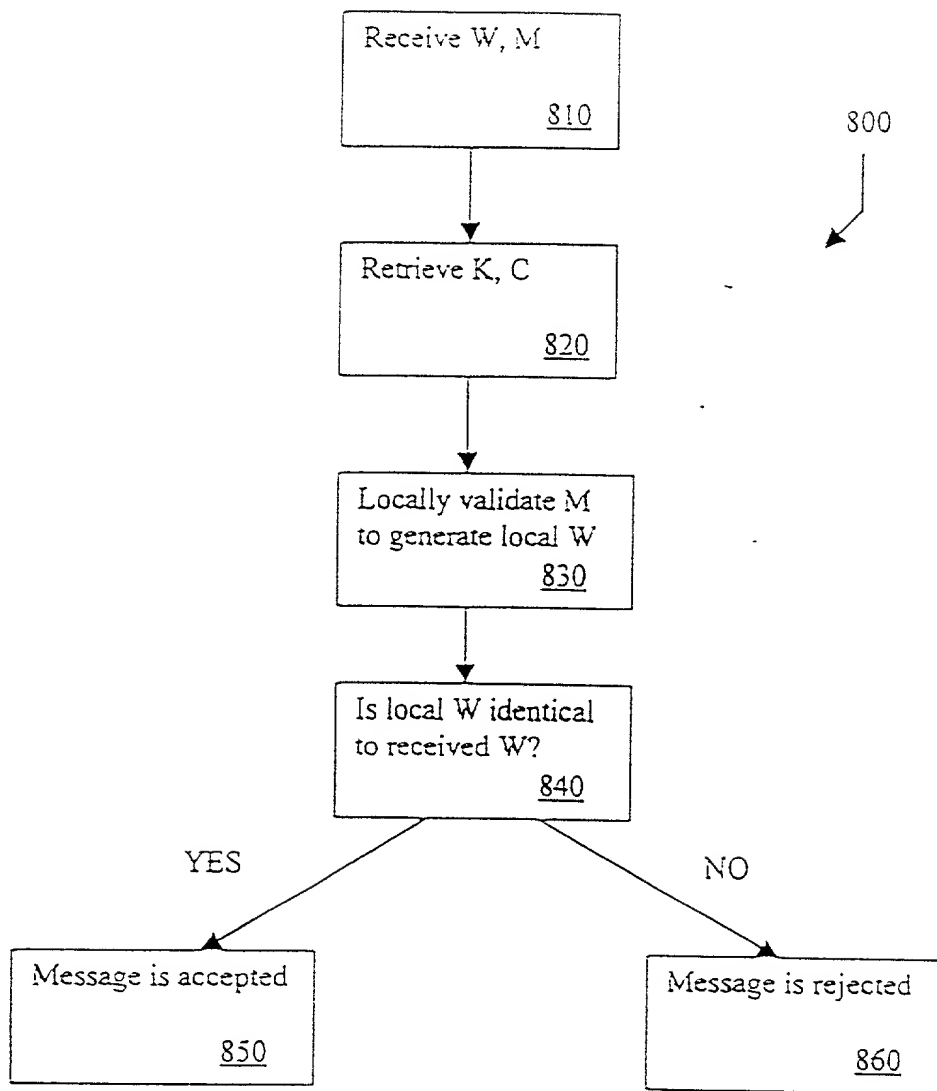 Receive W, M
810
800
Retrieve K, C
820
Locally validate M
to generate local W
830
Is local W identical
to received W?
840
YES
NO
Message is accepted
850
Message is rejected
860